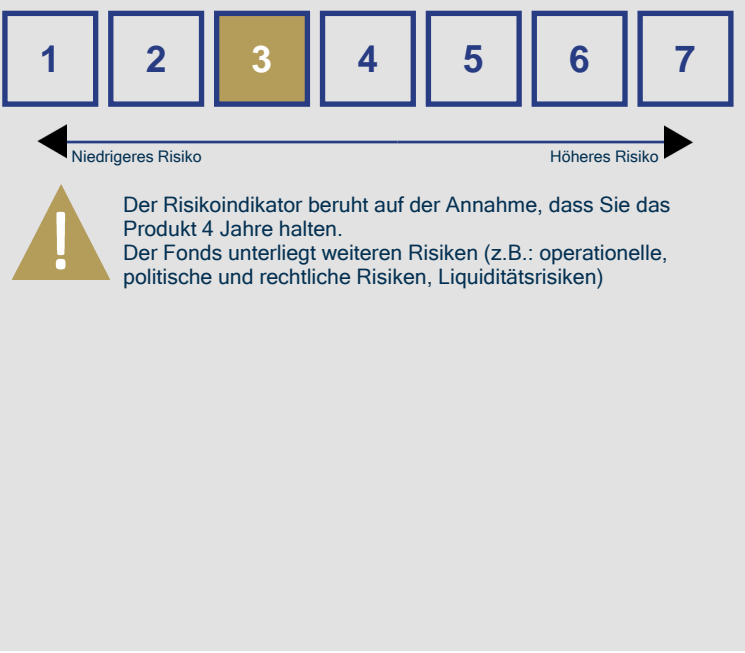 1 2 3 4 5 6 7
Niedrigeres Risiko Höheres Risiko
!
Der Risikoindikator beruht auf der Annahme, dass Sie das
Produkt 4 Jahre halten.
Der Fonds unterliegt weiteren Risiken (z.B.: operationelle,
politische und rechtliche Risiken, Liquiditätsrisiken)